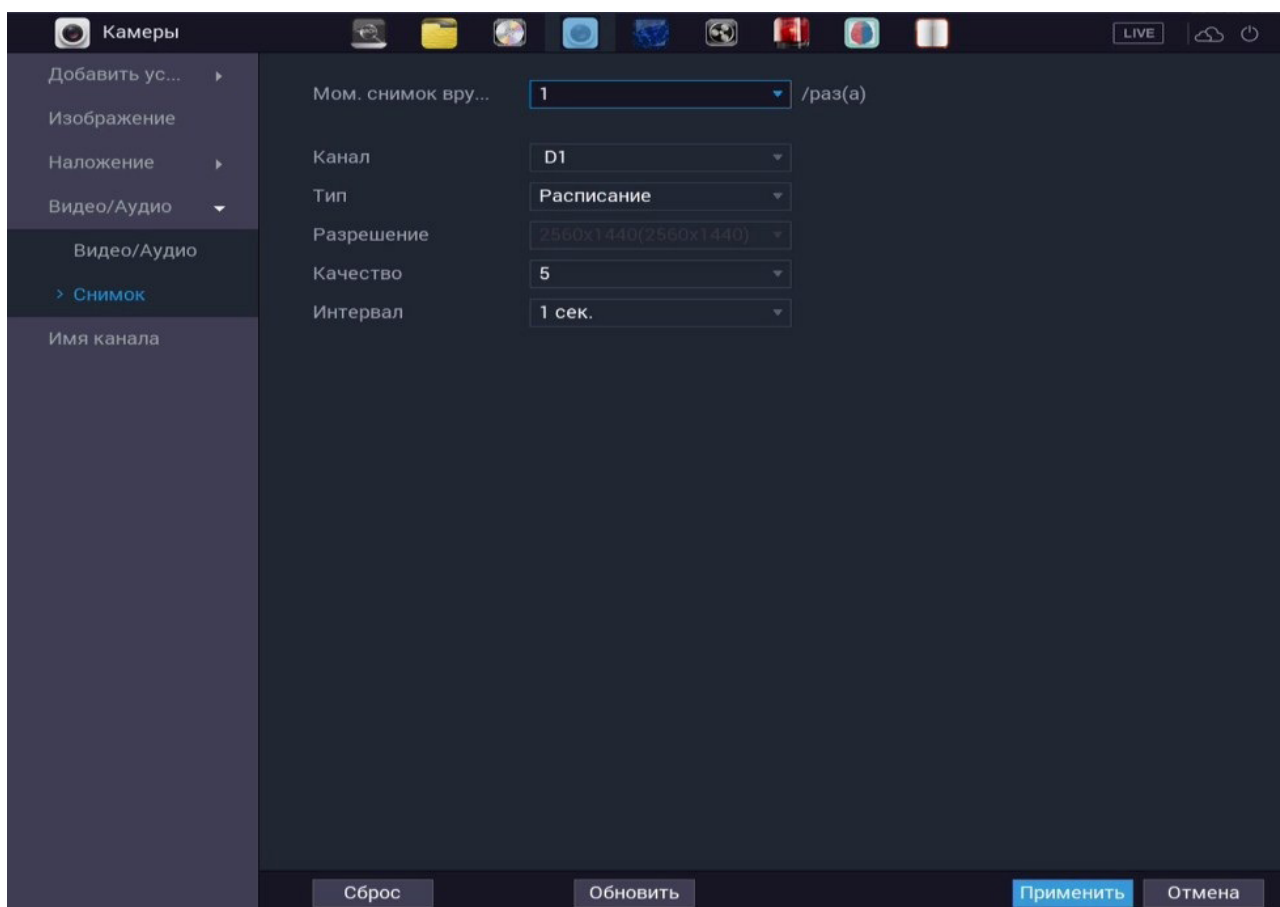 Камеры
LIVE
Добавить ус...
Изображение
Наложение
Видео/Аудио
Видео/Аудио
> Снимок
Имя канала
Мом. снимок вру... 1 /раз(а)
Канал D1
Тип Расписание
Разрешение 2560x1440(2560x1440)
Качество 5
Интервал 1 сек.
Сброс Обновить Применить Отмена